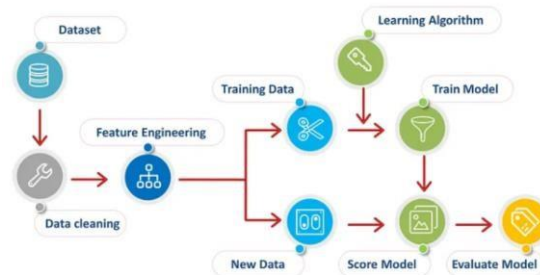 Learning Algorithm
Dataset
Training Data
Train Model
Feature Engineering
Data cleaning
New Data
Score Model
Evaluate Model